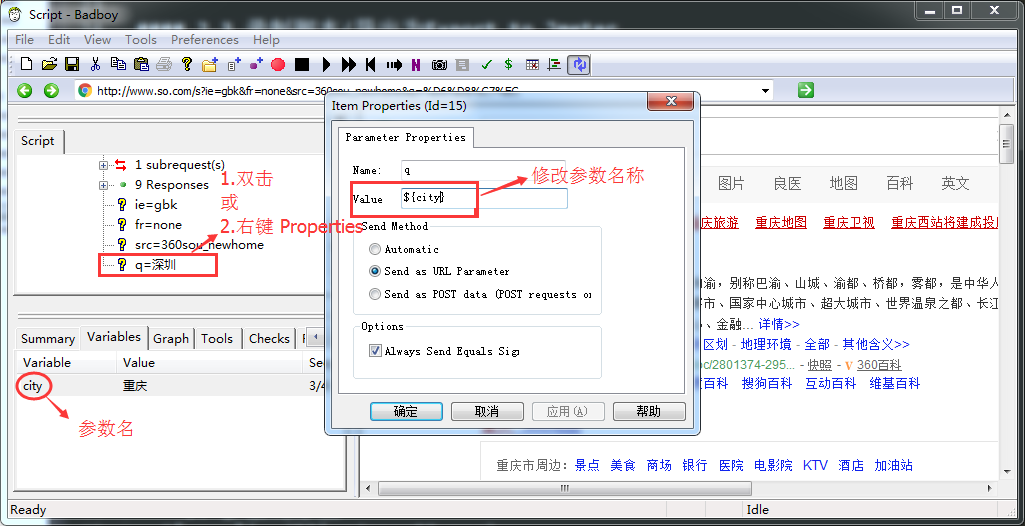 Script - Badboy
File Edit View Tools Preferences Help
http://www.so.com/s?ie=gbk&fr=none&src=360sou_newhome&q=%D6%D8%C7%EC
Script
1 subrequest(s)
9 Responses
ie=gbk
fr=none
src=360sou_newhome
q=深圳
1.双击
或
2.右键 Properties
Summary Variables Graph Tools Checks
Variable Value
city 重庆 3/4
参数名
Item Properties (Id=15)
Parameter Properties
Name: q
Value ${city}
修改参数名称
Send Method
Automatic
Send as URL Parameter
Send as POST data (POST requests or
Options
Always Send Equals Sign
确定 取消 应用(A) 帮助
图片 良医 地图 百科 英文
庆旅游 重庆地图 重庆卫视 重庆西站将建成投
渝，别称巴渝、山城、渝都、桥都，雾都，是中华人
市、国家中心城市、超大城市、世界温泉之都、长江
、金融... 详情>>
区划 - 地理环境 - 全部 - 其他含义>>
/2801374-295... - 快照 - 360百科
百科 搜狗百科 互动百科 维基百科
重庆市周边: 景点 美食 商场 银行 医院 电影院 KTV 酒店 加油站
Ready
Idle